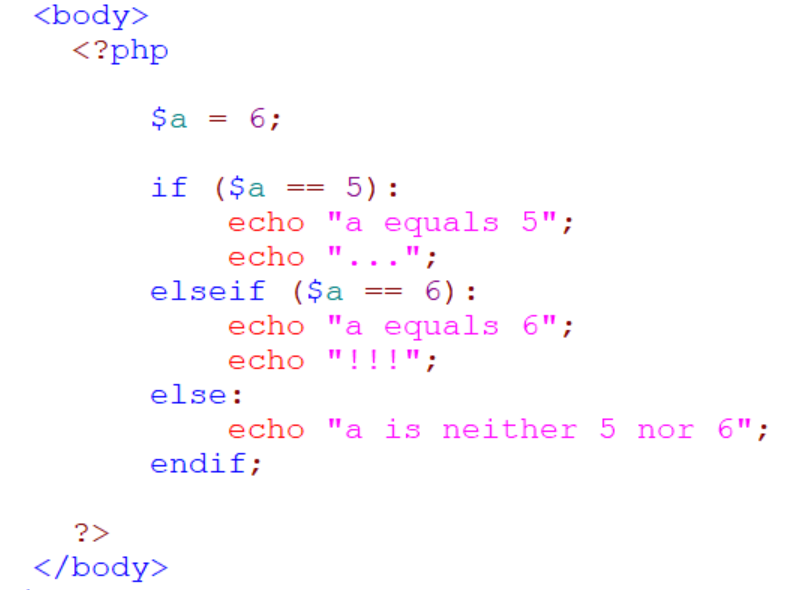 <body>
<?php
$a = 6;
if ($a == 5):
echo "a equals 5";
echo "...";
elseif ($a == 6):
echo "a equals 6";
echo "!!!";
else:
echo "a is neither 5 nor 6";
endif;
?>
</body>